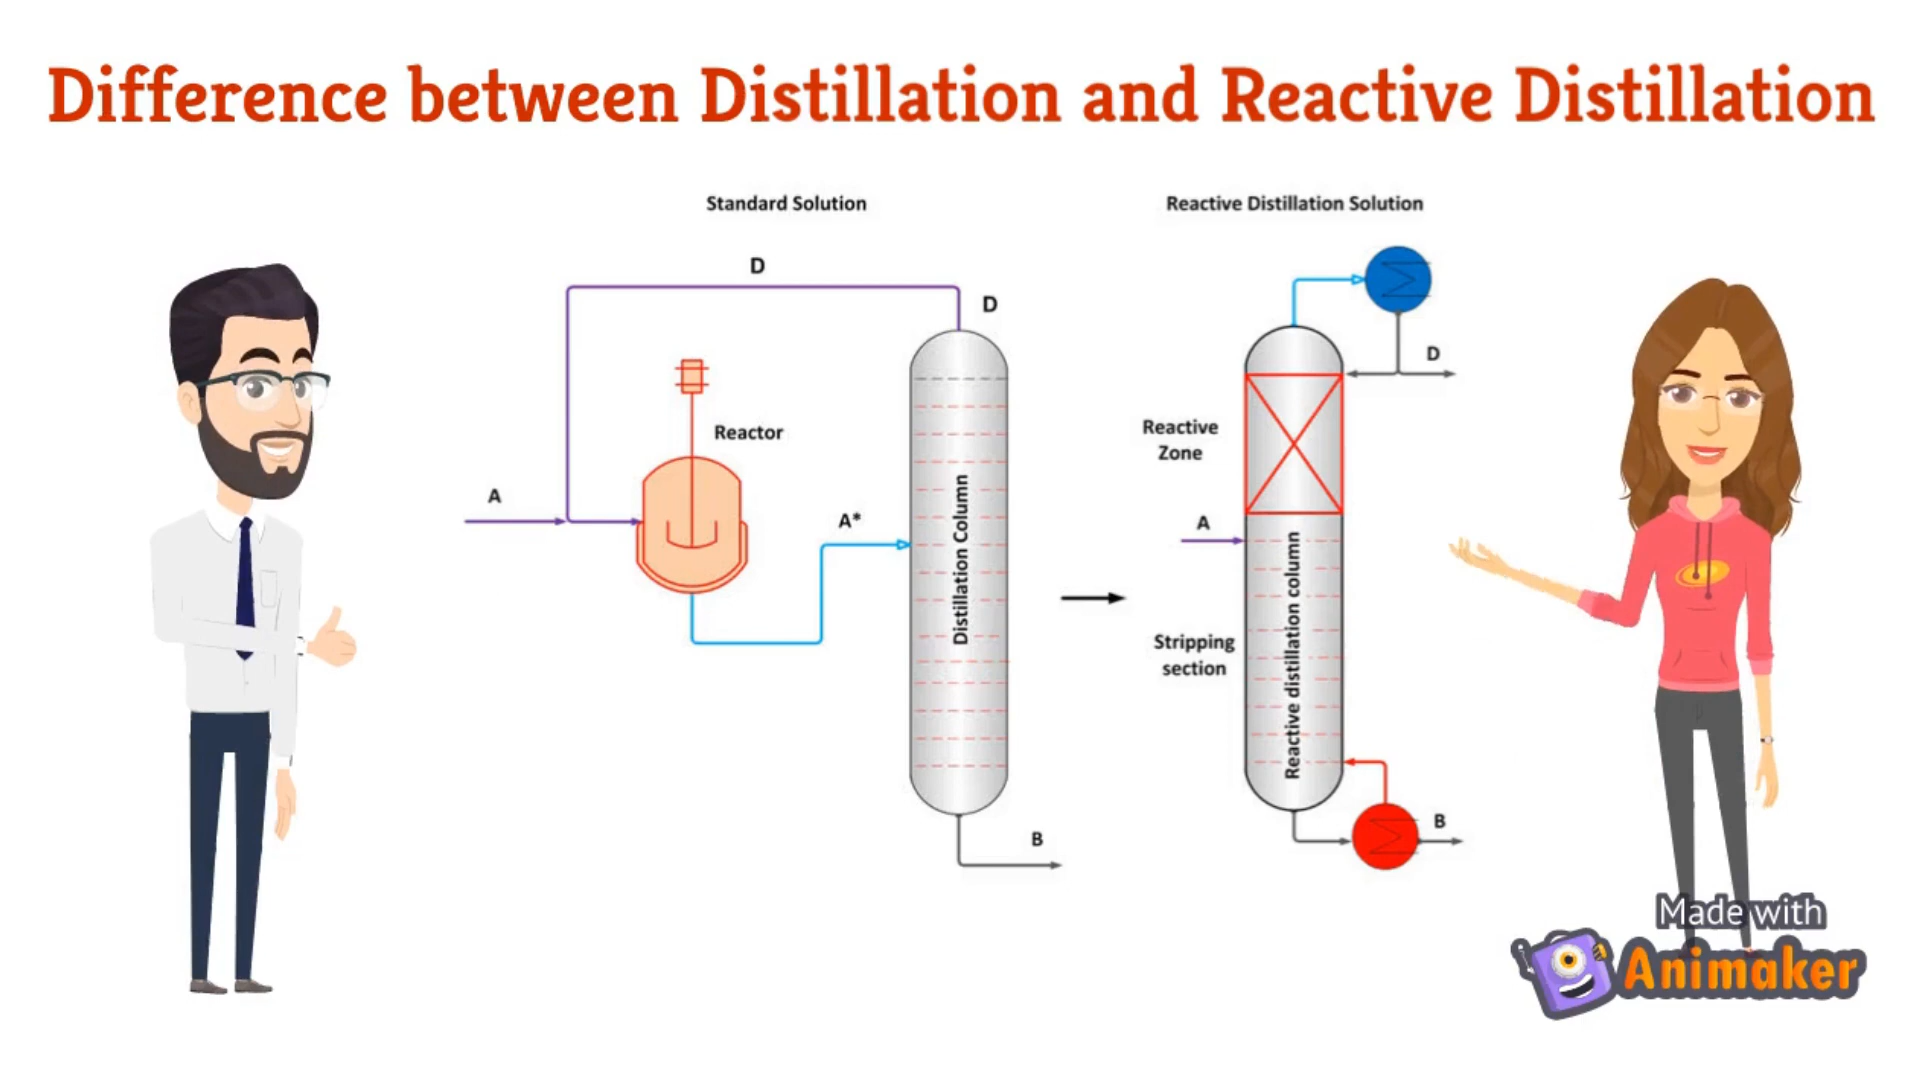 Difference between Distillation and Reactive Distillation
Standard Solution
D
D
Reactor
A
A*
Distillation Column
B
Reactive Distillation Solution
D
Reactive
Zone
A
Stripping
section
Reactive distillation column
B
Made with
Animaker